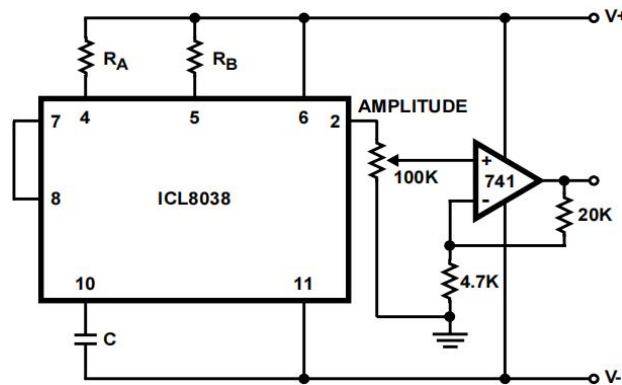 V+
RA
RB
AMPLITUDE
4
5
6
7
2
+
100K
741
8
ICL8038
-
20K
10
11
4.7K
C
V-